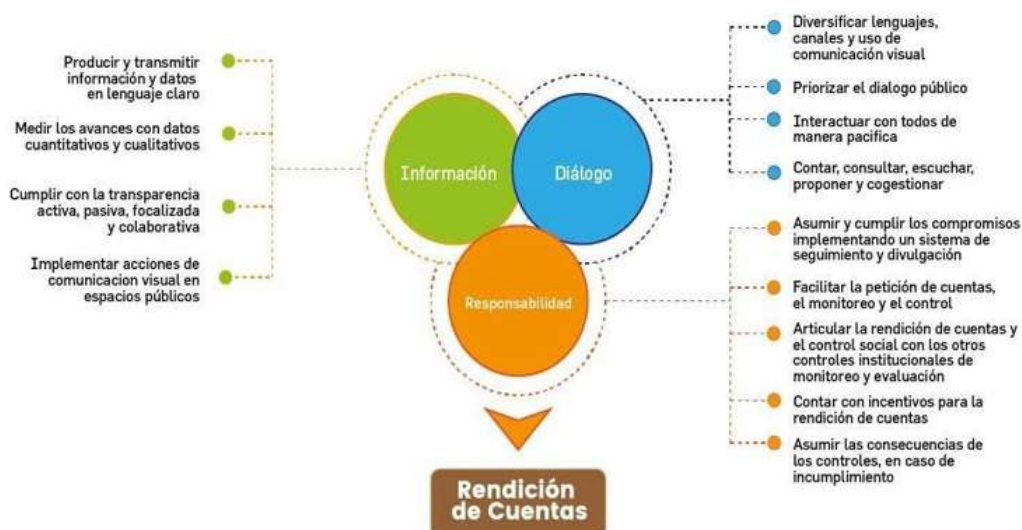 Producir y transmitir
información y datos
en lenguaje claro
Medir los avances con datos
cuantitativos y cualitativos
Cumplir con la transparencia
activa, pasiva, focalizada
y colaborativa
Implementar acciones de
comunicacion visual en
espacios públicos
Información
Diálogo
Responsabilidad
Diversificar lenguajes,
canales y uso de
comunicación visual
Priorizar el dialogo público
Interactuar con todos de
manera pacifica
Contar, consultar, escuchar,
proponer y cogestionar
Asumir y cumplir los compromisos
implementando un sistema de
seguimiento y divulgación
Facilitar la petición de cuentas,
el monitoreo y el control
Articular la rendición de cuentas y
el control social con los otros
controles institucionales de
monitoreo y evaluación
Contar con incentivos para la
rendición de cuentas
Asumir las consecuencias de
los controles, en caso de
incumplimiento
Rendición
de Cuentas